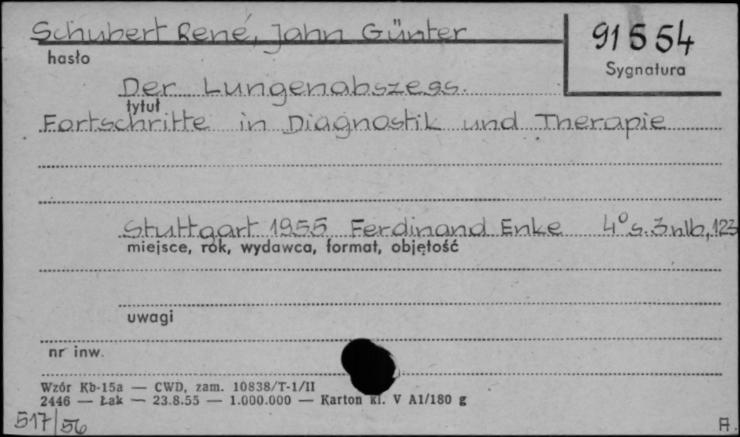 Schubert René, Jahn Günter
91554
hasło
Sygnatura
Der Lungenabszess.
tytuł
Fortschritte in Diagnostik und Therapie
Stuttgart 1955 Ferdinand Enke 4° s. 3 nlb, 123
miejsce, rok, wydawca, format, objętość
uwagi
nr inw.
Wzór Kb-15a — CWD, zam. 10838/T-1/II
2446 — Łak — 23.8.55 — 1.000.000 — Karton kl. V A1/180 g
517/56
A.